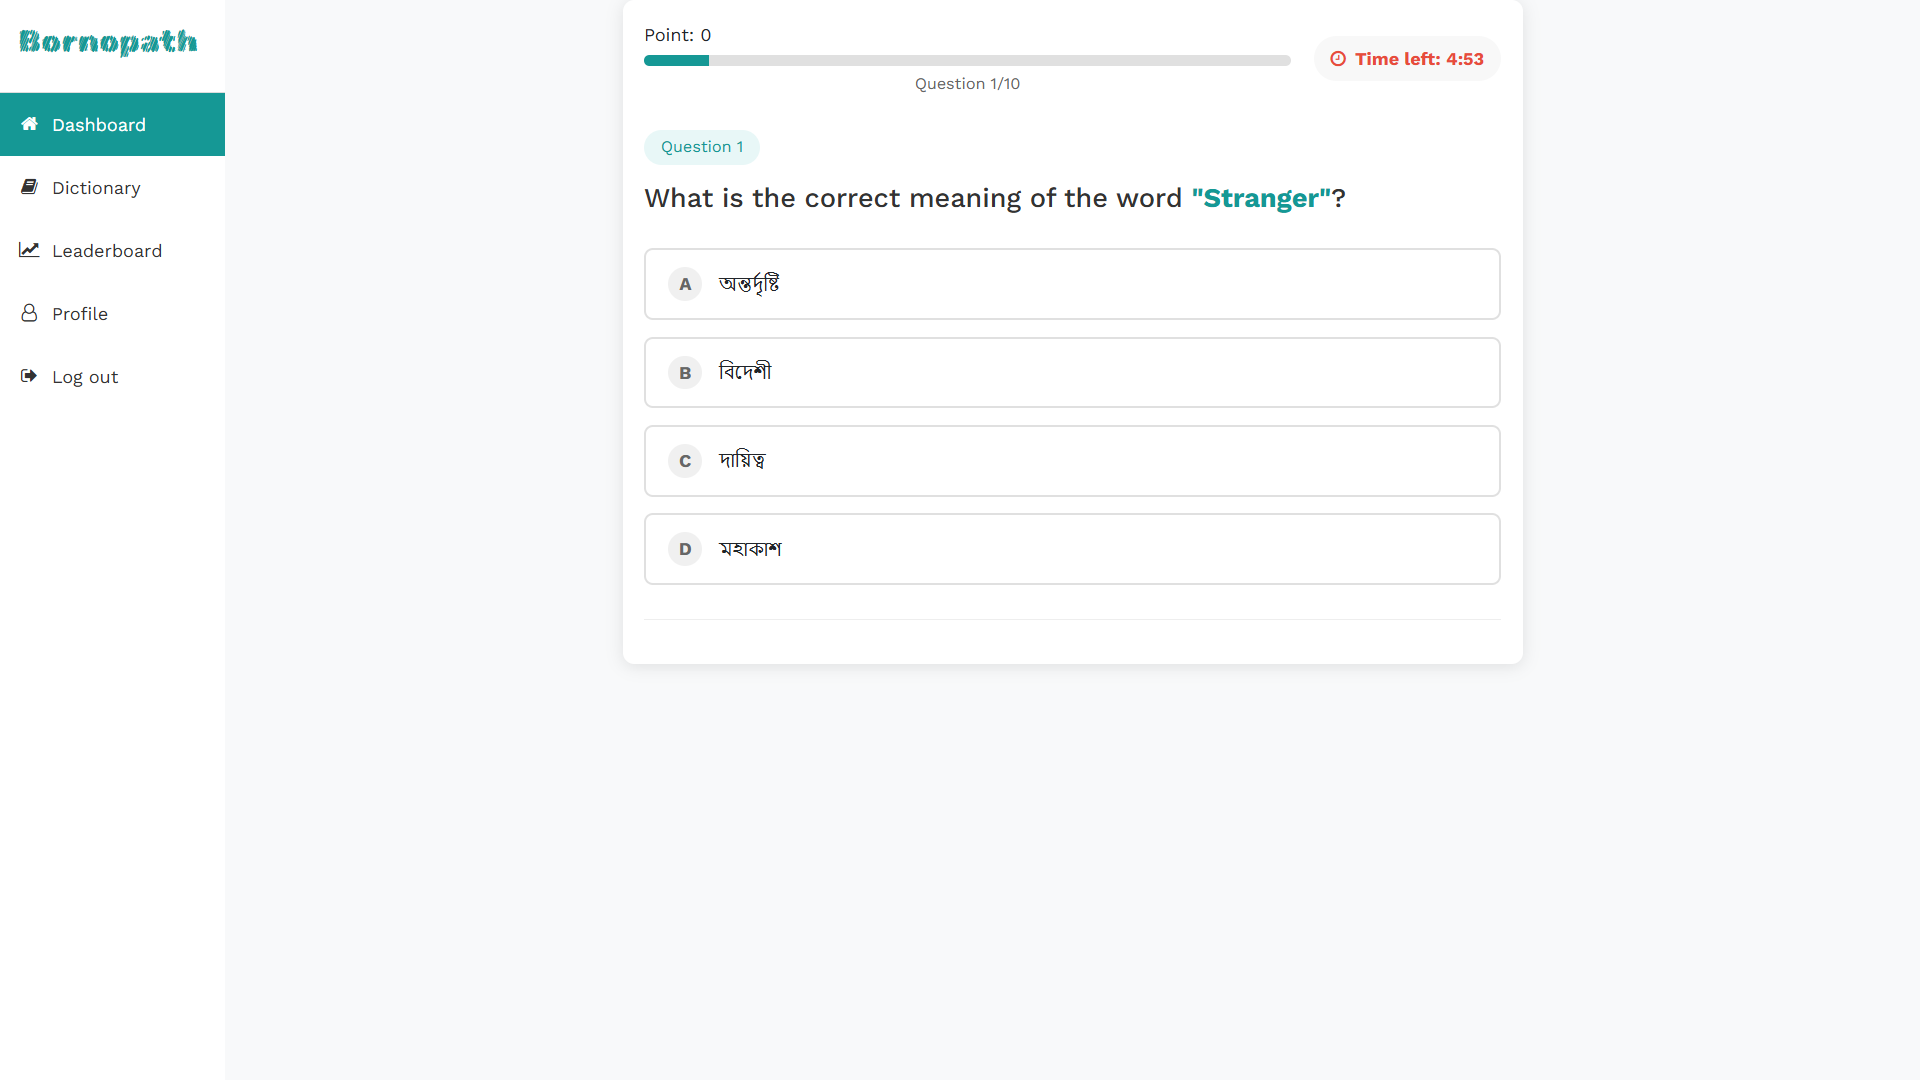 Bornopath
Dashboard
Dictionary
Leaderboard
Profile
Log out
Point: 0
Question 1/10
Time left: 4:53
Question 1
What is the correct meaning of the word "Stranger"?
A অন্তর্দৃষ্টি
B বিদেশী
C দায়িত্ব
D মহাকাশ